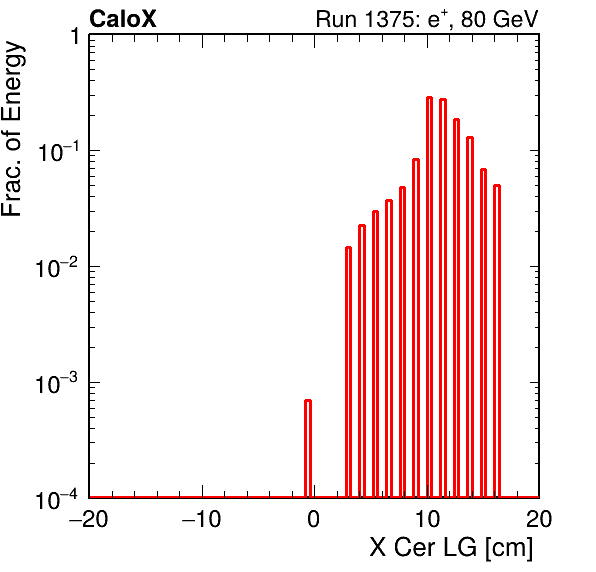 CaloX Run 1375: e⁺, 80 GeV
Frac. of Energy
1
10⁻¹
10⁻²
10⁻³
10⁻⁴
−20 −10 0 10 20
X Cer LG [cm]